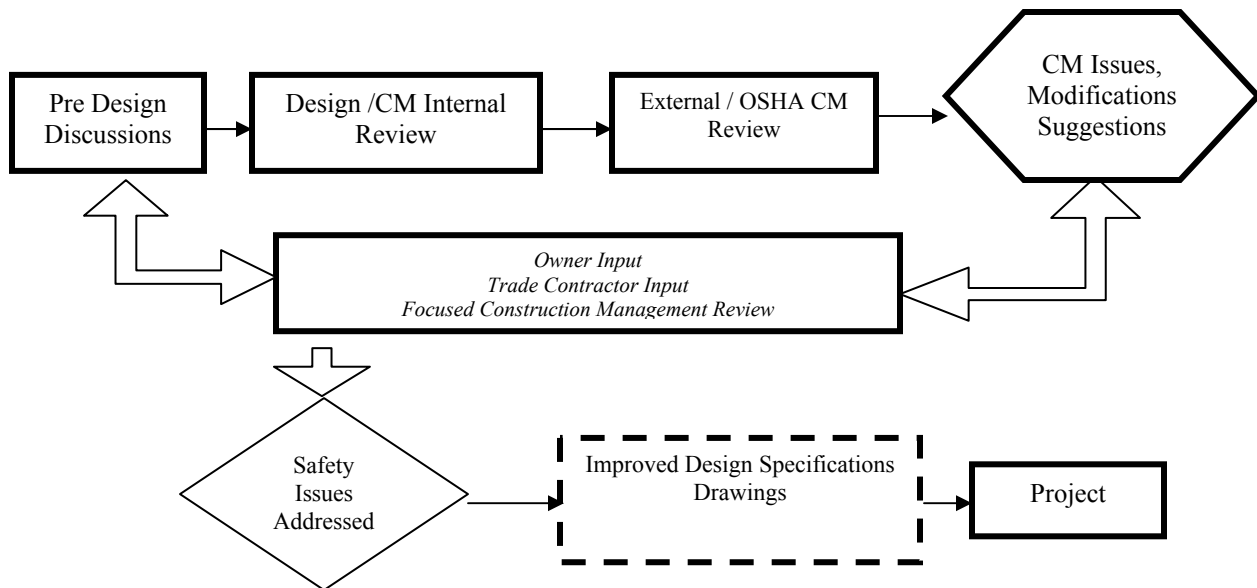 Pre Design
Discussions
Design /CM Internal
Review
External / OSHA CM
Review
CM Issues,
Modifications
Suggestions
Owner Input
Trade Contractor Input
Focused Construction Management Review
Safety
Issues
Addressed
Improved Design Specifications
Drawings
Project